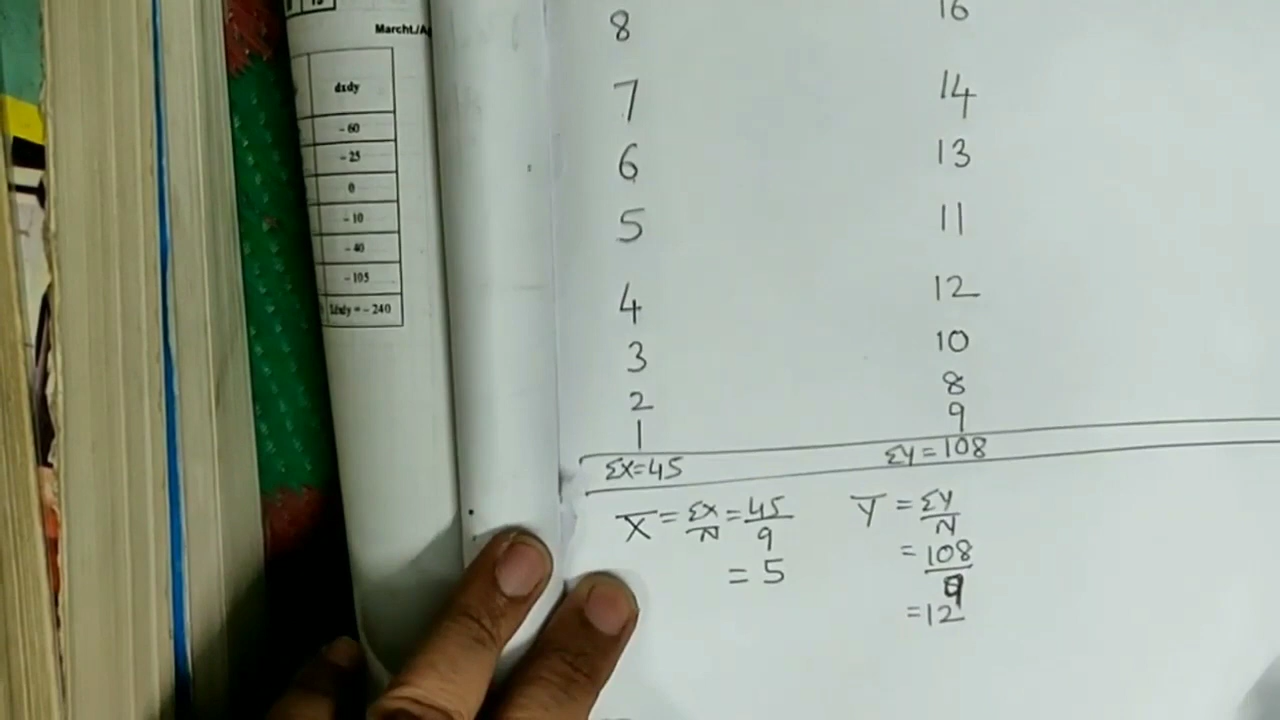 Marcht./A
dxdy
- 60
- 25
0
- 10
- 40
- 105
Σdxdy = - 240
8 16
7 14
6 13
5 11
4 12
3 10
2 8
1 9
ΣX=45 ΣY=108
X̅ = ΣX/N = 45/9 Y̅ = ΣY/N
= 5 = 108/9
=12